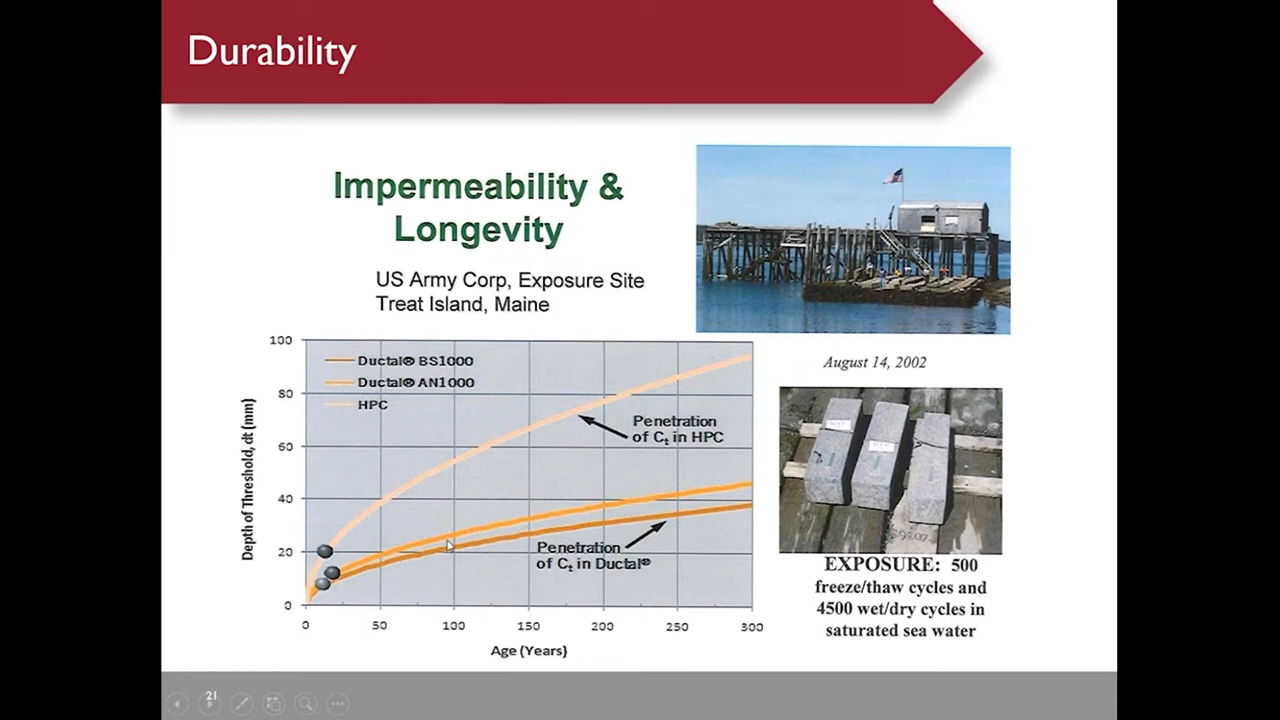 Durability
Impermeability &
Longevity
US Army Corp, Exposure Site
Treat Island, Maine
August 14, 2002
Ductal® BS1000
Ductal® AN1000
HPC
Penetration
of Ct in HPC
Penetration
of Ct in Ductal®
Depth of Threshold, dt (mm)
100
80
60
40
20
0
0 50 100 150 200 250 300
Age (Years)
EXPOSURE: 500
freeze/thaw cycles and
4500 wet/dry cycles in
saturated sea water
21